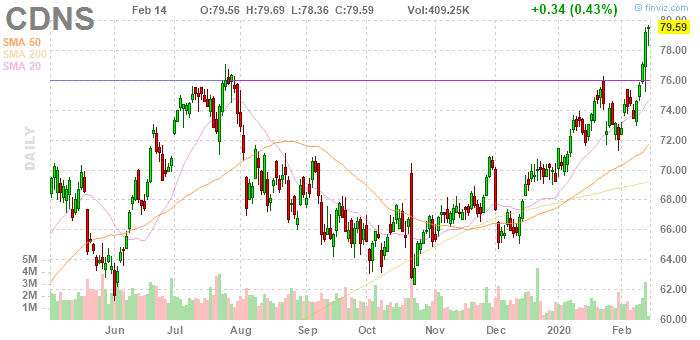 CDNS Feb 14 O:79.56 H:79.69 L:78.36 C:79.59 Vol:409.25K +0.34 (0.43%) © finviz.com
SMA 50
SMA 200
SMA 20
DAILY
80.00
79.59
78.00
76.00
74.00
72.00
70.00
68.00
66.00
64.00
62.00
60.00
5M
4M
3M
2M
1M
Jun Jul Aug Sep Oct Nov Dec 2020 Feb